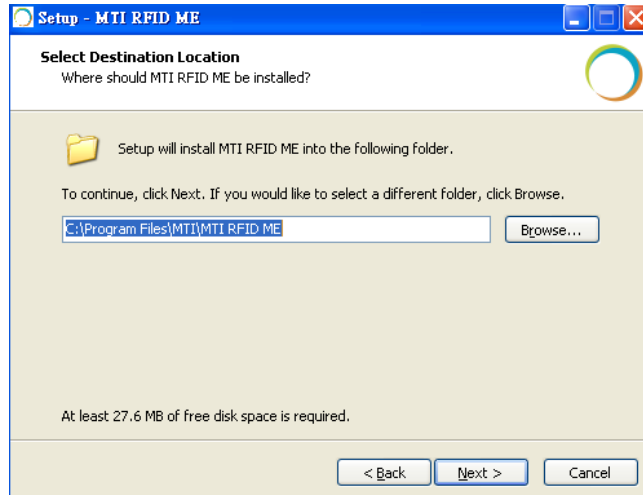 Setup - MTI RFID ME
Select Destination Location
Where should MTI RFID ME be installed?
Setup will install MTI RFID ME into the following folder.
To continue, click Next. If you would like to select a different folder, click Browse.
C:\Program Files\MTI\MTI RFID ME
Browse...
At least 27.6 MB of free disk space is required.
< Back
Next >
Cancel